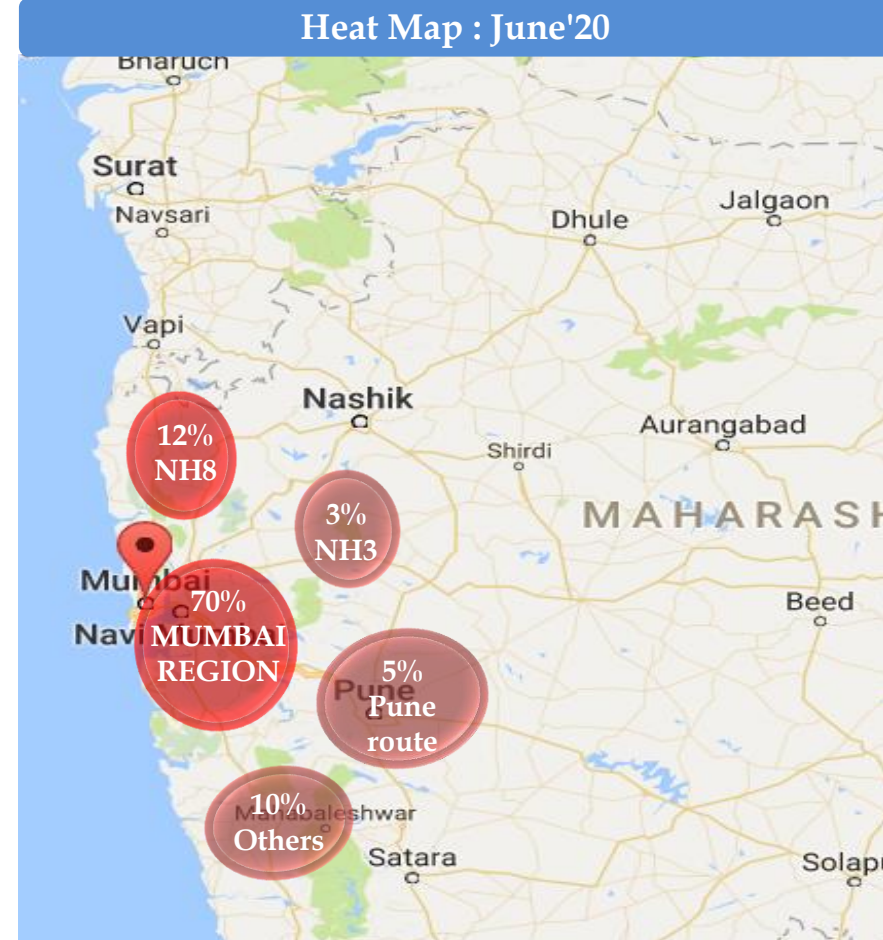 Heat Map : June'20
Bharuch
Surat
Navsari
Dhule
Jalgaon
Vapi
Nashik
Aurangabad
Shirdi
12%
NH8
3%
NH3
MAHARASH
Mumbai
Beed
70%
Navi
MUMBAI
REGION
5%
Pune
Pune
route
10%
Mahabaleshwar
Others
Satara
Solapu